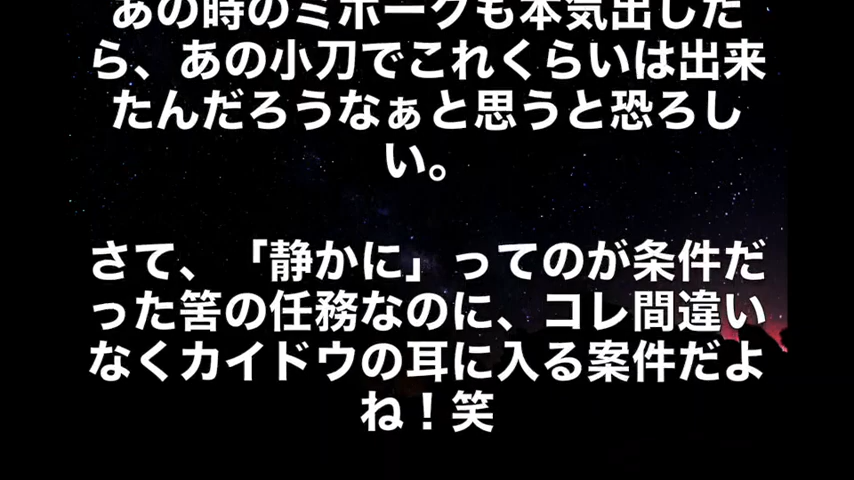 あの時のミホークも本気出した
ら、あの小刀でこれくらいは出来
たんだろうなぁと思うと恐ろし
い。
さて、「静かに」ってのが条件だ
った筈の任務なのに、コレ間違い
なくカイドウの耳に入る案件だよ
ね！笑